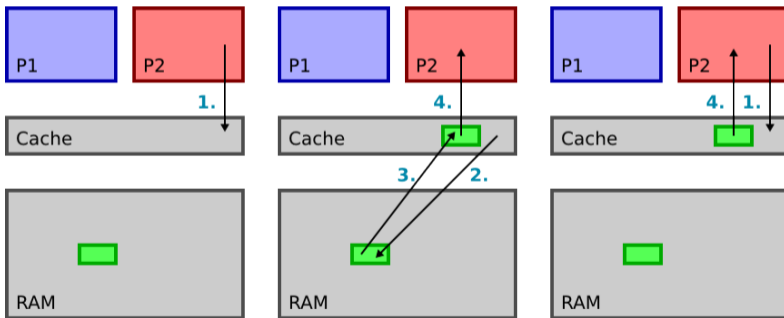 P1 P2 P1 P2 P1 P2
1. 4. 4. 1.
Cache Cache Cache
3. 2.
RAM RAM RAM